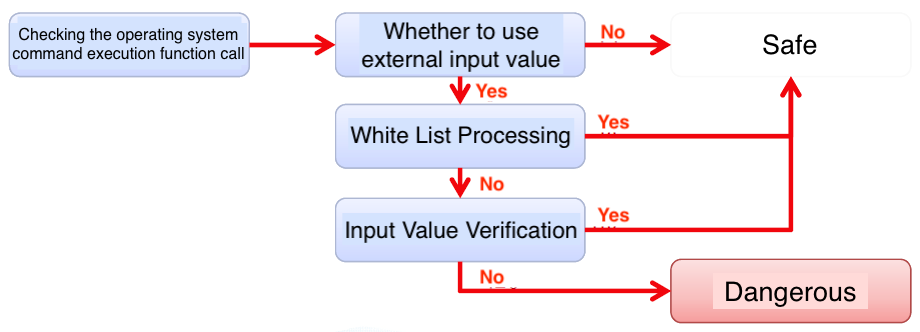 Checking the operating system
command execution function call
Whether to use
external input value
No
Safe
Yes
White List Processing
Yes
No
Input Value Verification
Yes
No
Dangerous